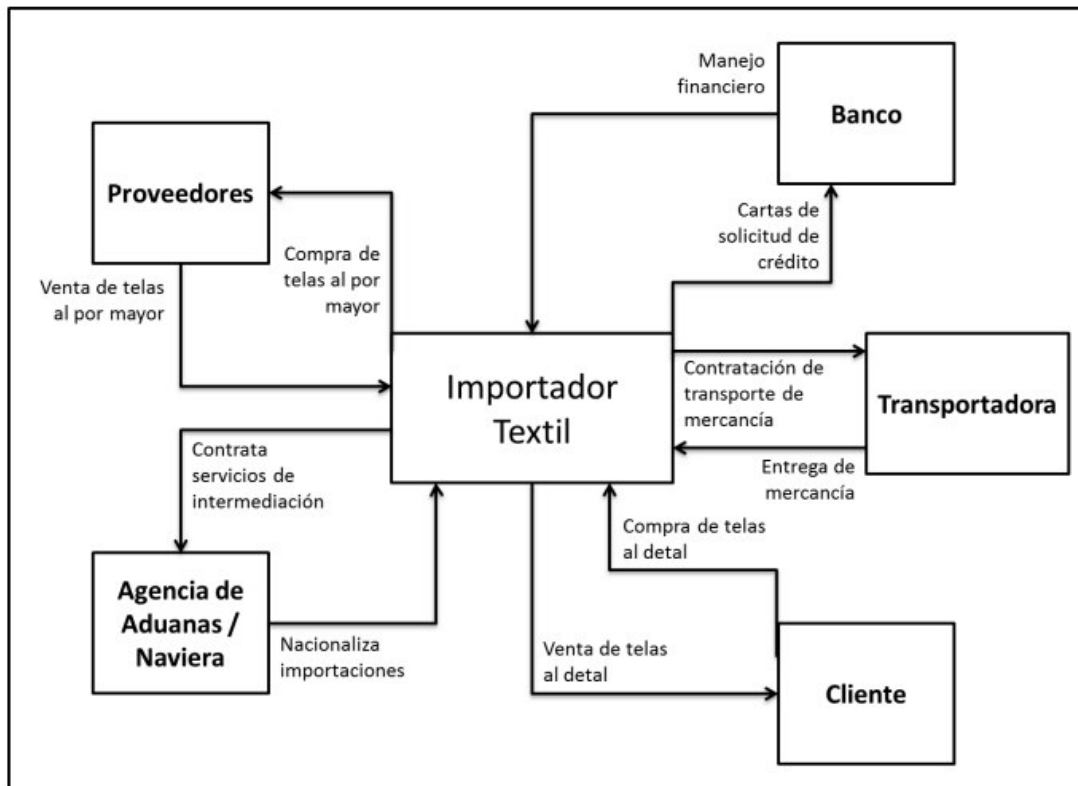 Manejo
financiero
Banco
Proveedores
Cartas de
solicitud de
crédito
Compra de
telas al por
mayor
Venta de telas
al por mayor
Importador
Textil
Contratación de
transporte de
mercancía
Transportadora
Contrata
servicios de
intermediación
Entrega de
mercancía
Compra de telas
al detal
Agencia de
Aduanas /
Naviera
Nacionaliza
importaciones
Venta de telas
al detal
Cliente